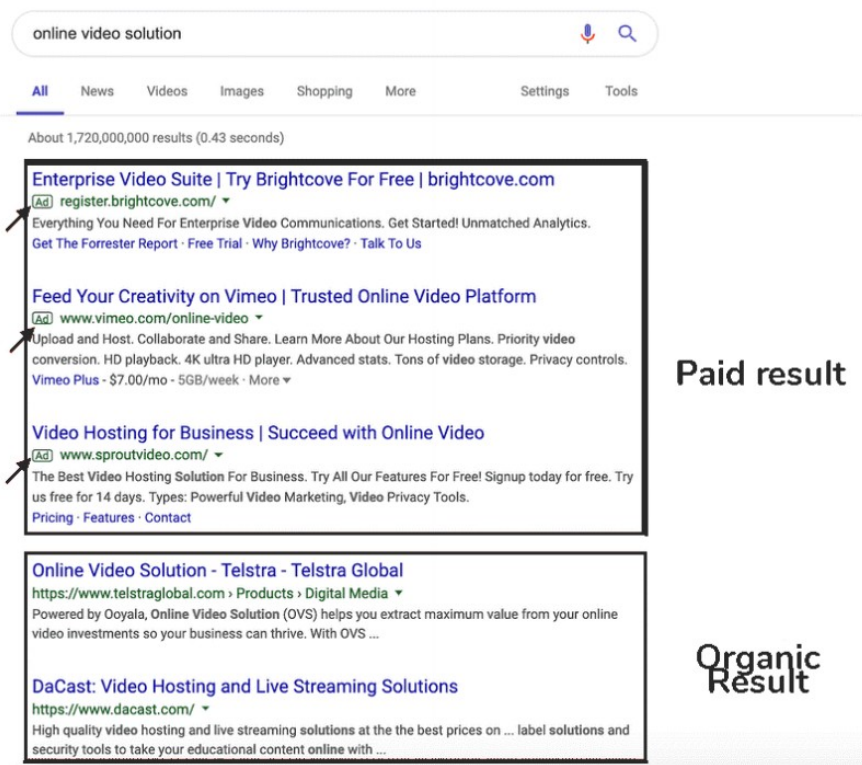 online video solution
All News Videos Images Shopping More Settings Tools
About 1,720,000,000 results (0.43 seconds)
Enterprise Video Suite | Try Brightcove For Free | brightcove.com
Ad register.brightcove.com/
Everything You Need For Enterprise Video Communications. Get Started! Unmatched Analytics.
Get The Forrester Report · Free Trial · Why Brightcove? · Talk To Us
Feed Your Creativity on Vimeo | Trusted Online Video Platform
Ad www.vimeo.com/online-video
Upload and Host. Collaborate and Share. Learn More About Our Hosting Plans. Priority video
conversion. HD playback. 4K ultra HD player. Advanced stats. Tons of video storage. Privacy controls.
Vimeo Plus - $7.00/mo - 5GB/week · More
Paid result
Video Hosting for Business | Succeed with Online Video
Ad www.sproutvideo.com/
The Best Video Hosting Solution For Business. Try All Our Features For Free! Signup today for free. Try
us free for 14 days. Types: Powerful Video Marketing, Video Privacy Tools.
Pricing · Features · Contact
Online Video Solution - Telstra - Telstra Global
https://www.telstraglobal.com › Products › Digital Media
Powered by Ooyala, Online Video Solution (OVS) helps you extract maximum value from your online
video investments so your business can thrive. With OVS ...
Organic
Result
DaCast: Video Hosting and Live Streaming Solutions
https://www.dacast.com/
High quality video hosting and live streaming solutions at the the best prices on ... label solutions and
security tools to take your educational content online with ...